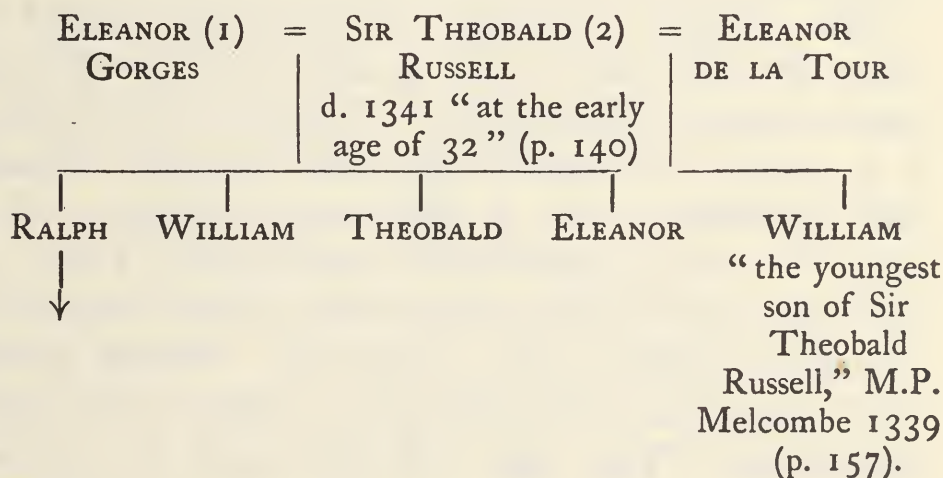 ELEANOR (1) = SIR THEOBALD (2) = ELEANOR
GORGES RUSSELL DE LA TOUR
d. 1341 “at the early
age of 32” (p. 140)
RALPH WILLIAM THEOBALD ELEANOR WILLIAM
“the youngest
son of Sir
Theobald
Russell,” M.P.
Melcombe 1339
(p. 157).